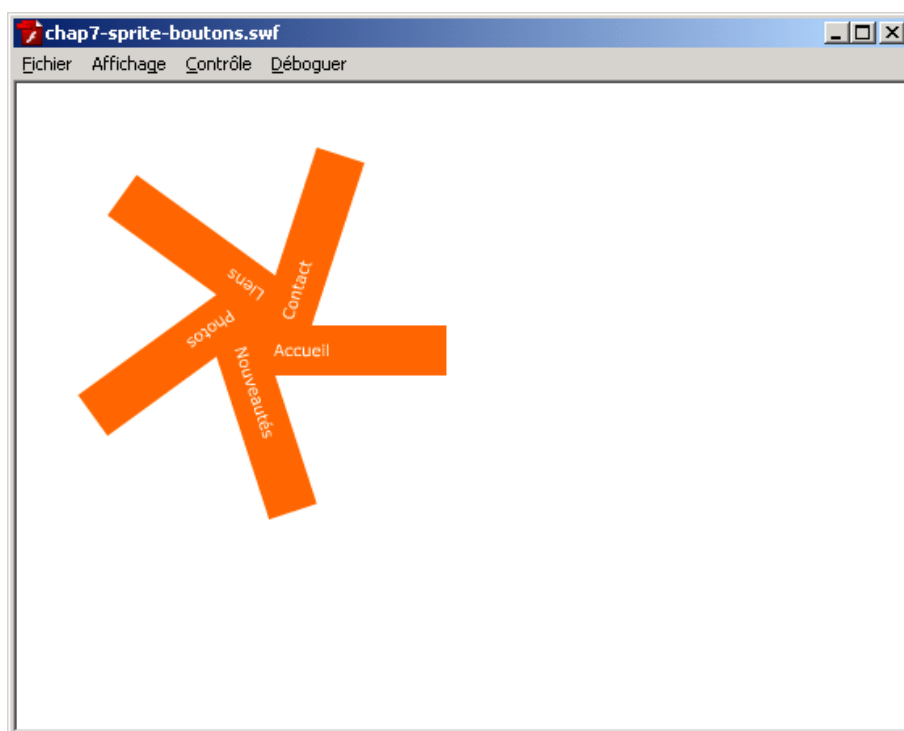 chap7-sprite-boutons.swf
Fichier Affichage Contrôle Déboguer
Liens
Contact
Photos
Accueil
Nouveautés